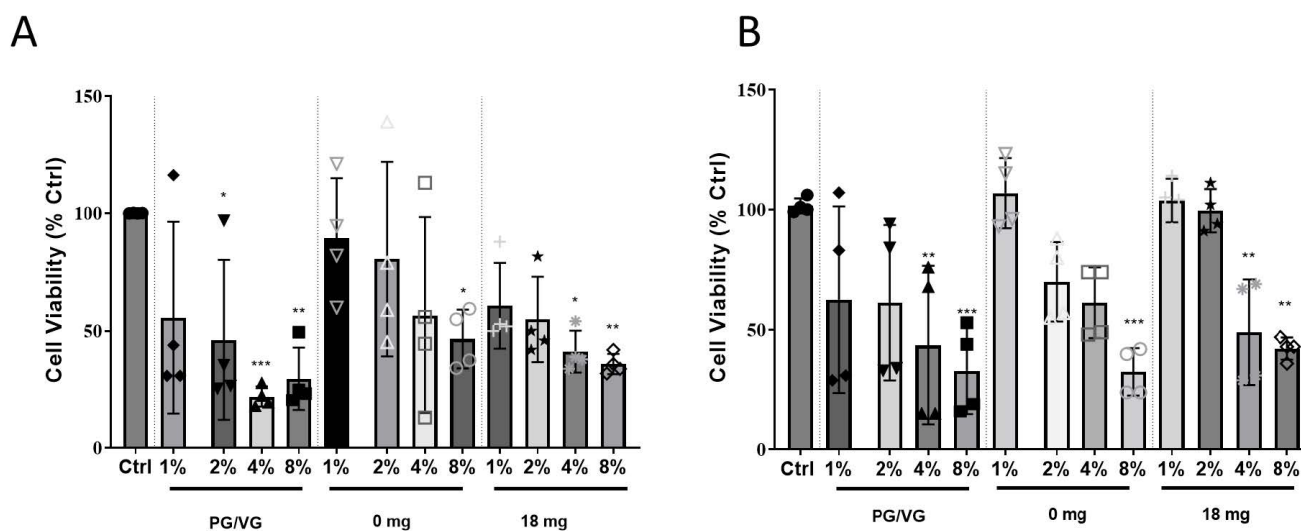 A
Cell Viability (% Ctrl)
150
100
50
0
*
***
**
*
*
**
Ctrl 1% 2% 4% 8% 1% 2% 4% 8% 1% 2% 4% 8%
PG/VG 0 mg 18 mg
B
Cell Viability (% Ctrl)
150
100
50
0
**
***
***
**
**
Ctrl 1% 2% 4% 8% 1% 2% 4% 8% 1% 2% 4% 8%
PG/VG 0 mg 18 mg